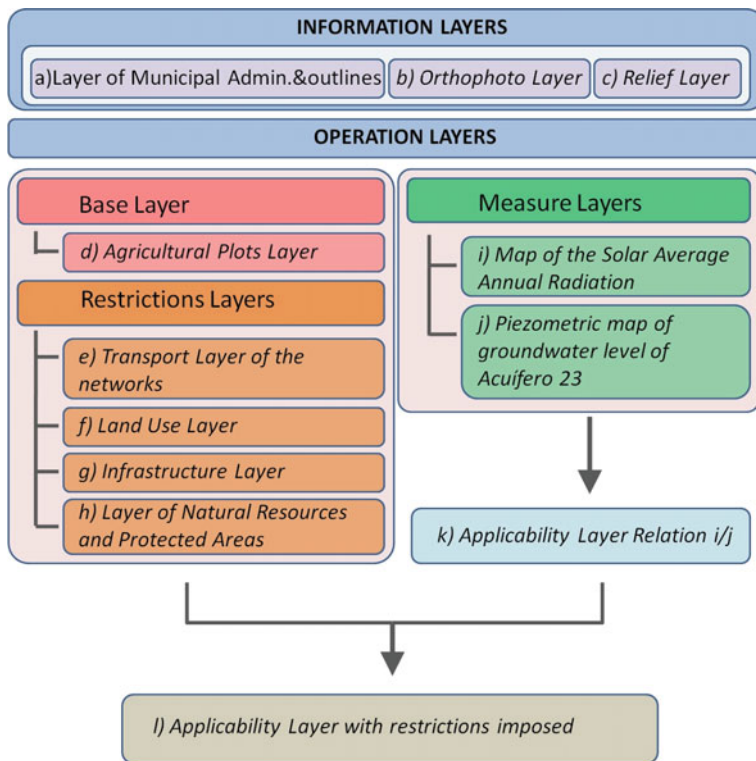 INFORMATION LAYERS
a)Layer of Municipal Admin.&outlines
b) Orthophoto Layer
c) Relief Layer
OPERATION LAYERS
Base Layer
d) Agricultural Plots Layer
Restrictions Layers
e) Transport Layer of the
networks
f) Land Use Layer
g) Infrastructure Layer
h) Layer of Natural Resources
and Protected Areas
Measure Layers
i) Map of the Solar Average
Annual Radiation
j) Piezometric map of
groundwater level of
Acuífero 23
k) Applicability Layer Relation i/j
l) Applicability Layer with restrictions imposed